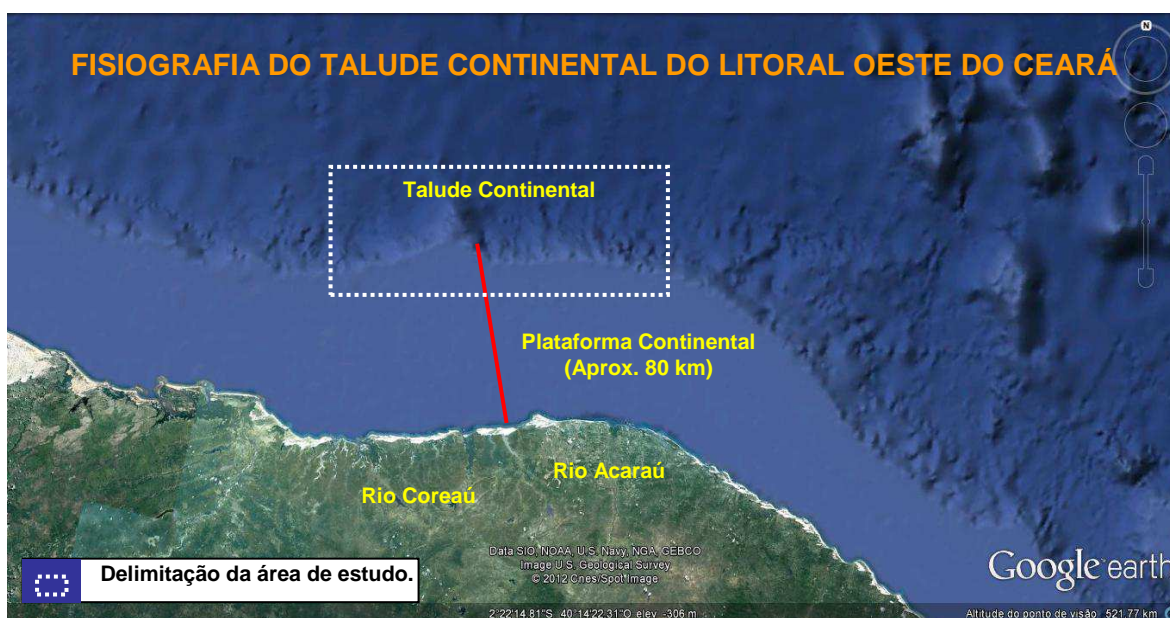 FISIOGRAFIA DO TALUDE CONTINENTAL DO LITORAL OESTE DO CEARÁ
N
Talude Continental
Plataforma Continental
(Aprox. 80 km)
Rio Acaraú
Rio Coreaú
Data SIO, NOAA, U.S. Navy, NGA, GEBCO
Image U.S. Geological Survey
© 2012 Cnes/Spot Image
Google earth
Delimitação da área de estudo.
2°22'14.81"S 40°14'22.31"O elev -306 m
Altitude do ponto de visão 521.77 km